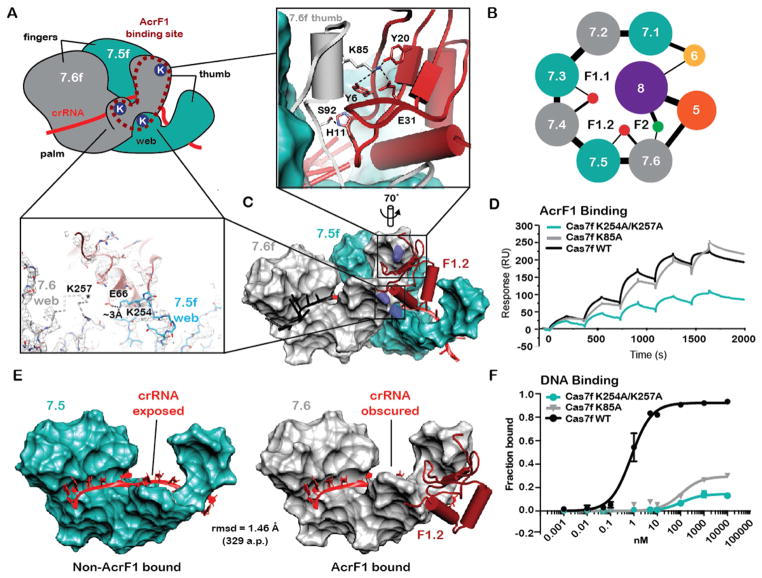 A
fingers
AcrF1
binding site
7.5f
7.6f
K
K
K
thumb
crRNA
palm
web
7.6f thumb
K85
Y20
Y6
S92
H11
E31
B
7.2
7.1
6
7.3
F1.1
8
5
7.4
F1.2
F2
7.5
7.6
7.6
web
K257
E66
K254
~3Å
7.5f
web
C
70°
7.6f
7.5f
F1.2
D
AcrF1 Binding
Cas7f K254A/K257A
Cas7f K85A
Cas7f WT
Response (RU)
300
250
200
150
100
50
0
-50
0
500
1000
1500
2000
Time (s)
E
7.5
crRNA
exposed
Non-AcrF1 bound
rmsd = 1.46 Å
(329 a.p.)
7.6
crRNA
obscured
F1.2
AcrF1 bound
F
DNA Binding
Cas7f K254A/K257A
Cas7f K85A
Cas7f WT
Fraction bound
1.0
0.8
0.6
0.4
0.2
0.0
-0.2
0.001
0.01
0.1
1
5
10
100
1000
10000
100000
nM